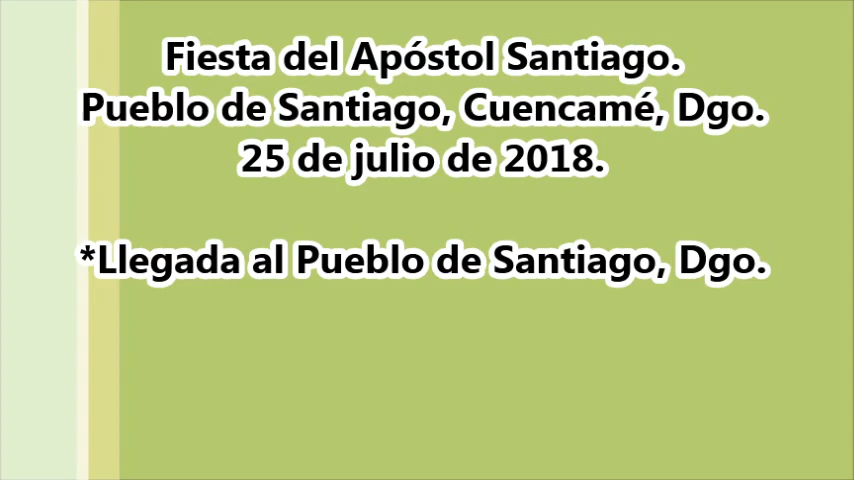 Fiesta del Apóstol Santiago.
Pueblo de Santiago, Cuencamé, Dgo.
25 de julio de 2018.
*Llegada al Pueblo de Santiago, Dgo.